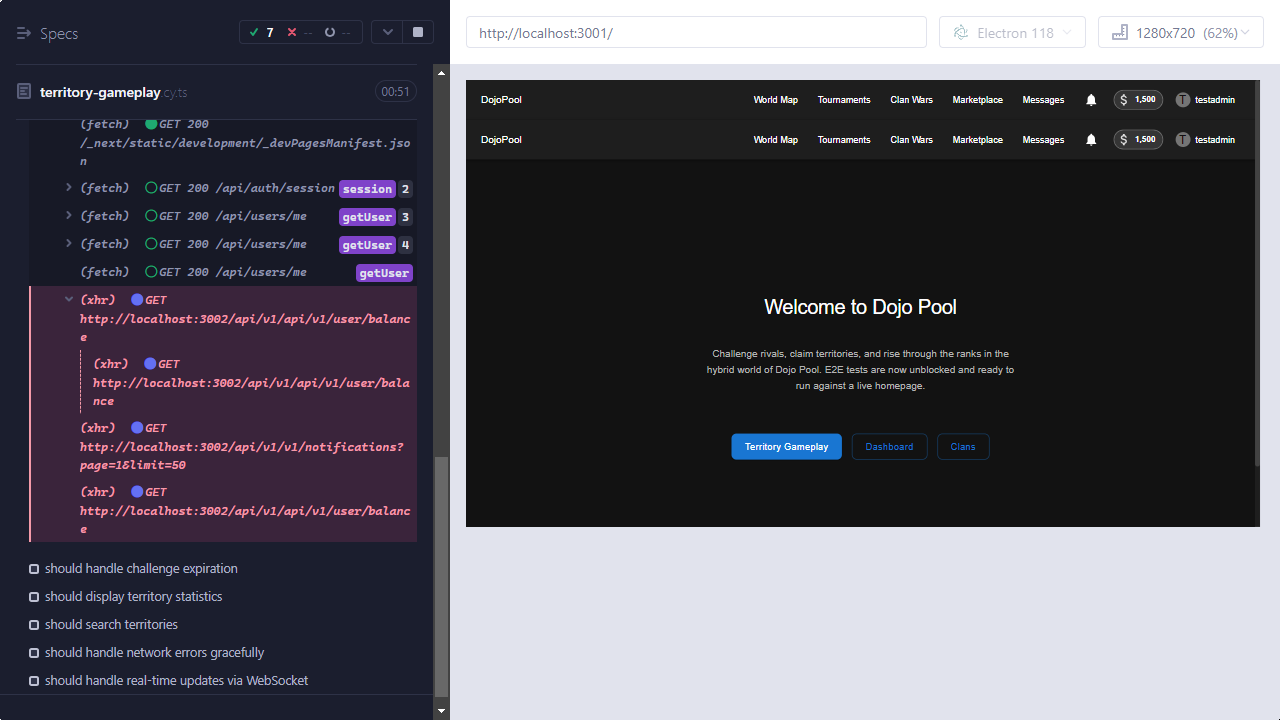 Specs
7
--
--
http://localhost:3001/
Electron 118
1280x720 (62%)
territory-gameplay.cy.ts
00:51
(fetch) GET 200
/_next/static/development/_devPagesManifest.jso
n
(fetch) GET 200 /api/auth/session session 2
(fetch) GET 200 /api/users/me getUser 3
(fetch) GET 200 /api/users/me getUser 4
(fetch) GET 200 /api/users/me getUser
(xhr) GET
http://localhost:3002/api/v1/api/v1/user/balanc
e
(xhr) GET
http://localhost:3002/api/v1/api/v1/user/bala
nce
(xhr) GET
http://localhost:3002/api/v1/v1/notifications?
page=1&limit=50
(xhr) GET
http://localhost:3002/api/v1/api/v1/user/balanc
e
should handle challenge expiration
should display territory statistics
should search territories
should handle network errors gracefully
should handle real-time updates via WebSocket
DojoPool World Map Tournaments Clan Wars Marketplace Messages $ 1,500 T testadmin
DojoPool World Map Tournaments Clan Wars Marketplace Messages $ 1,500 T testadmin
Welcome to Dojo Pool
Challenge rivals, claim territories, and rise through the ranks in the
hybrid world of Dojo Pool. E2E tests are now unblocked and ready to
run against a live homepage.
Territory Gameplay Dashboard Clans